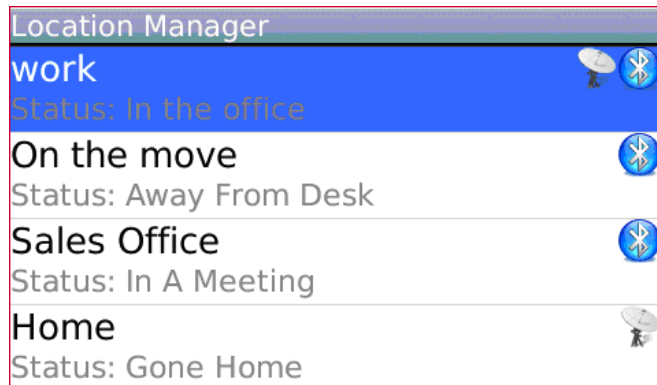 Location Manager
work
Status: In the office
On the move
Status: Away From Desk
Sales Office
Status: In A Meeting
Home
Status: Gone Home